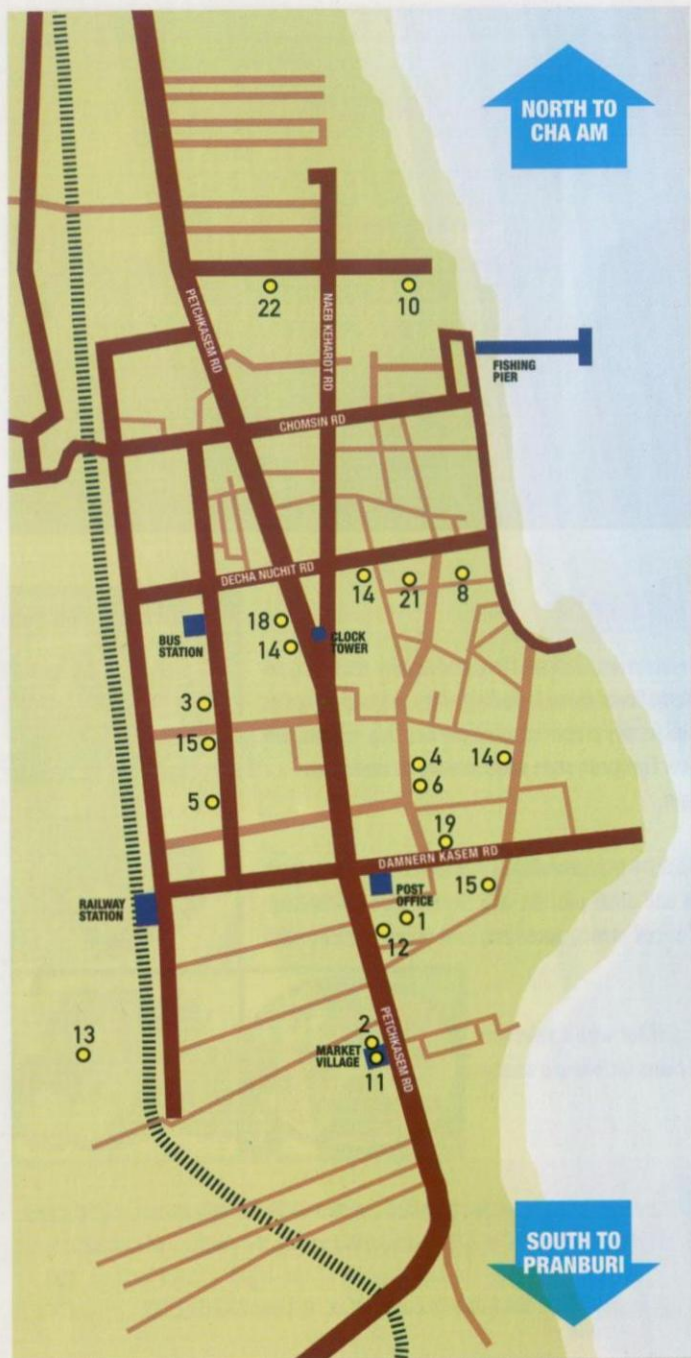 NORTH TO
CHA AM
22
10
PETCHKASEM RD
NAEB KEHARDT RD
FISHING
PIER
CHOMSIN RD
DECHA NUCHIT RD
14
21
8
18
BUS
STATION
14
CLOCK
TOWER
3
15
4
14
6
5
19
DAMNERN KASEM RD
RAILWAY
STATION
POST
OFFICE
15
1
12
PETCHKASEM RD
2
13
MARKET
VILLAGE
11
SOUTH TO
PRANBURI